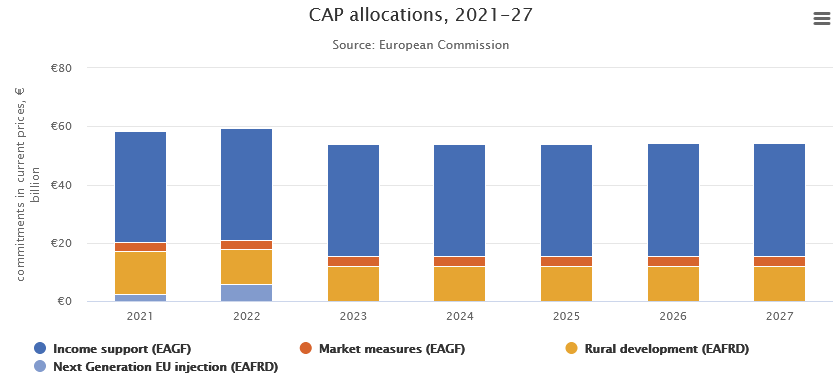 CAP allocations, 2021-27
Source: European Commission
commitments in current prices, €
billion
€80
€60
€40
€20
€0
2021 2022 2023 2024 2025 2026 2027
Income support (EAGF) Market measures (EAGF) Rural development (EAFRD)
Next Generation EU injection (EAFRD)